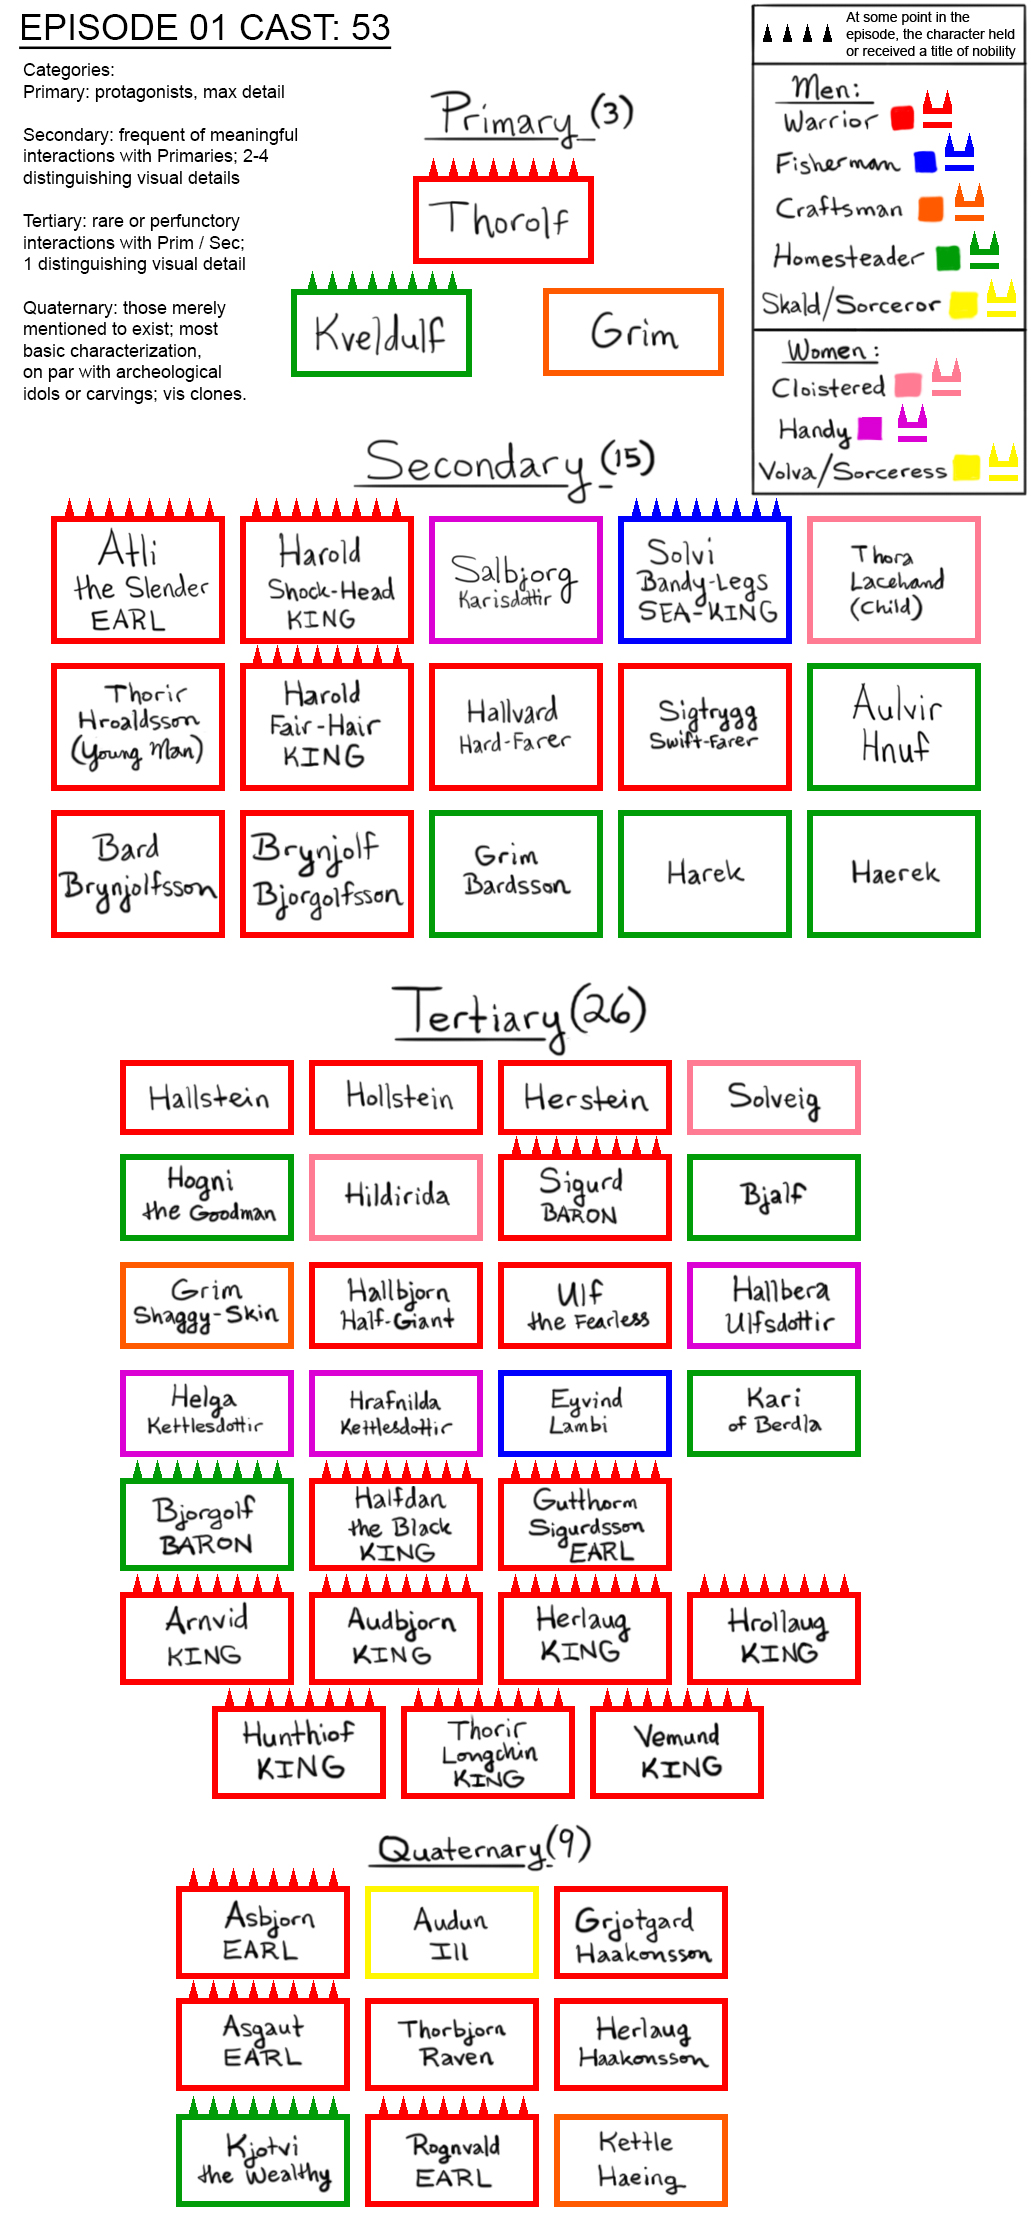 EPISODE 01 CAST: 53
Categories:
Primary: protagonists, max detail
Secondary: frequent of meaningful
interactions with Primaries; 2-4
distinguishing visual details
Tertiary: rare or perfunctory
interactions with Prim / Sec;
1 distinguishing visual detail
Quaternary: those merely
mentioned to exist; most
basic characterization,
on par with archeological
idols or carvings; vis clones.
At some point in the
episode, the character held
or received a title of nobility
Men:
Warrior
Fisherman
Craftsman
Homesteader
Skald/Sorceror
Women:
Cloistered
Handy
Volva/Sorceress
Primary (3)
Thorolf
Kveldulf
Grim
Secondary (15)
Atli
the Slender
EARL
Harold
Shock-Head
KING
Salbjorg
Karisdottir
Solvi
Bandy-Legs
SEA-KING
Thora
Lacehand
(Child)
Thorir
Hroaldsson
(Young Man)
Harold
Fair-Hair
KING
Hallvard
Hard-Farer
Sigtrygg
Swift-Farer
Aulvir
Hnuf
Bard
Brynjolfsson
Brynjolf
Bjorgolfsson
Grim
Bardsson
Harek
Haerek
Tertiary (26)
Hallstein
Hollstein
Herstein
Solveig
Hogni
the Goodman
Hildirida
Sigurd
BARON
Bjalf
Grim
Shaggy-Skin
Hallbjorn
Half-Giant
Ulf
the Fearless
Hallbera
Ulfsdottir
Helga
Kettlesdottir
Hrafnilda
Kettlesdottir
Eyvind
Lambi
Kari
of Berdla
Bjorgolf
BARON
Halfdan
the Black
KING
Gutthorm
Sigurdsson
EARL
Arnvid
KING
Audbjorn
KING
Herlaug
KING
Hrollaug
KING
Hunthiof
KING
Thorir
Longchin
KING
Vemund
KING
Quaternary (9)
Asbjorn
EARL
Audun
Ill
Grjotgard
Haakonsson
Asgaut
EARL
Thorbjorn
Raven
Herlaug
Haakonsson
Kjotvi
the Wealthy
Rognvald
EARL
Kettle
Haeing